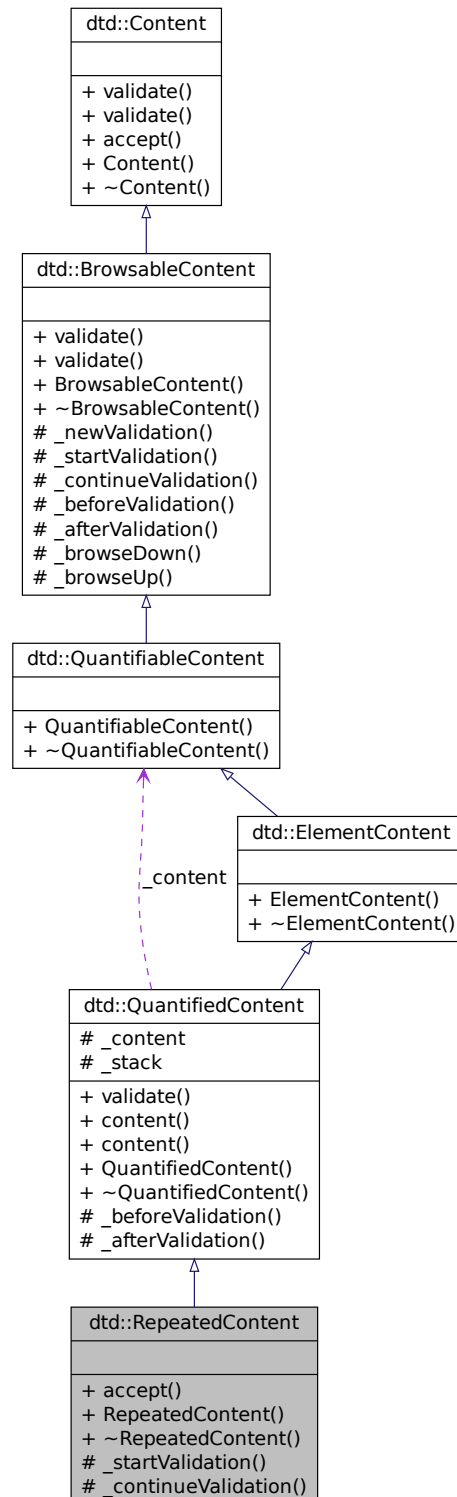 dtd::Content
+ validate()
+ validate()
+ accept()
+ Content()
+ ~Content()
dtd::BrowsableContent
+ validate()
+ validate()
+ BrowsableContent()
+ ~BrowsableContent()
# _newValidation()
# _startValidation()
# _continueValidation()
# _beforeValidation()
# _afterValidation()
# _browseDown()
# _browseUp()
dtd::QuantifiableContent
+ QuantifiableContent()
+ ~QuantifiableContent()
dtd::ElementContent
+ ElementContent()
+ ~ElementContent()
_content
dtd::QuantifiedContent
# _content
# _stack
+ validate()
+ content()
+ content()
+ QuantifiedContent()
+ ~QuantifiedContent()
# _beforeValidation()
# _afterValidation()
dtd::RepeatedContent
+ accept()
+ RepeatedContent()
+ ~RepeatedContent()
# _startValidation()
# _continueValidation()